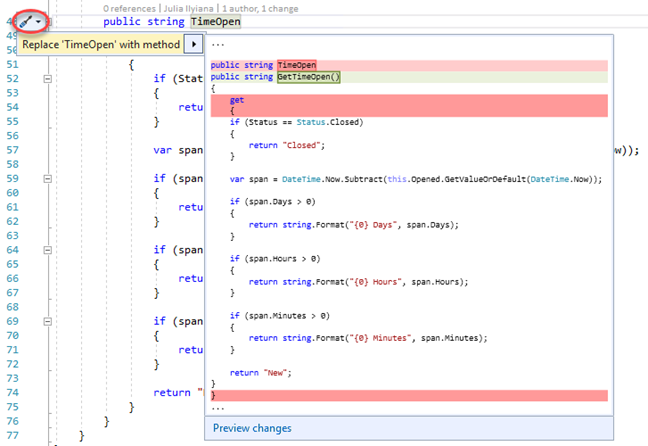 0 references | Julia Ilyiana | 1 author, 1 change
public string TimeOpen
Replace 'TimeOpen' with method
51 {
52 if (Stat
53 {
54 retu
55 }
56
57 var span w));
58
59 if (span
60 {
61 retu
62 }
63
64 if (span
65 {
66 retu
67 }
68
69 if (span
70 {
71 retu
72 }
73
74 return "
75 }
76 }
77 }
...
public string TimeOpen
public string GetTimeOpen()
{
get
{
if (Status == Status.Closed)
{
return "Closed";
}
var span = DateTime.Now.Subtract(this.Opened.GetValueOrDefault(DateTime.Now));
if (span.Days > 0)
{
return string.Format("{0} Days", span.Days);
}
if (span.Hours > 0)
{
return string.Format("{0} Hours", span.Hours);
}
if (span.Minutes > 0)
{
return string.Format("{0} Minutes", span.Minutes);
}
return "New";
}
}
...
Preview changes